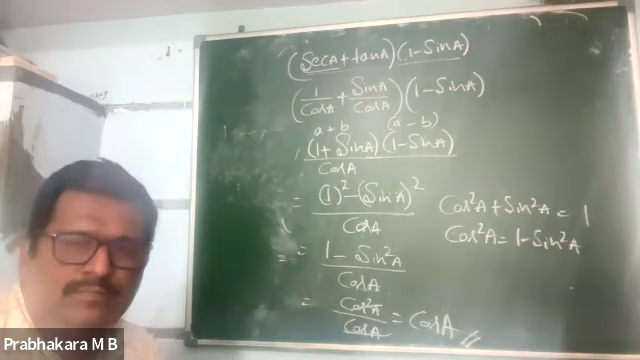 (SecA + tanA)(1 - SinA)
(1/CosA + SinA/CosA)(1 - SinA)
(a + b) (a - b)
(1 + SinA)(1 - SinA)
CosA
= (1)² - (SinA)²
CosA
Cos²A + Sin²A = 1
Cos²A = 1 - Sin²A
= = 1 - Sin²A
CosA
= Cos²A/CosA = CosA //
Prabhakara M B